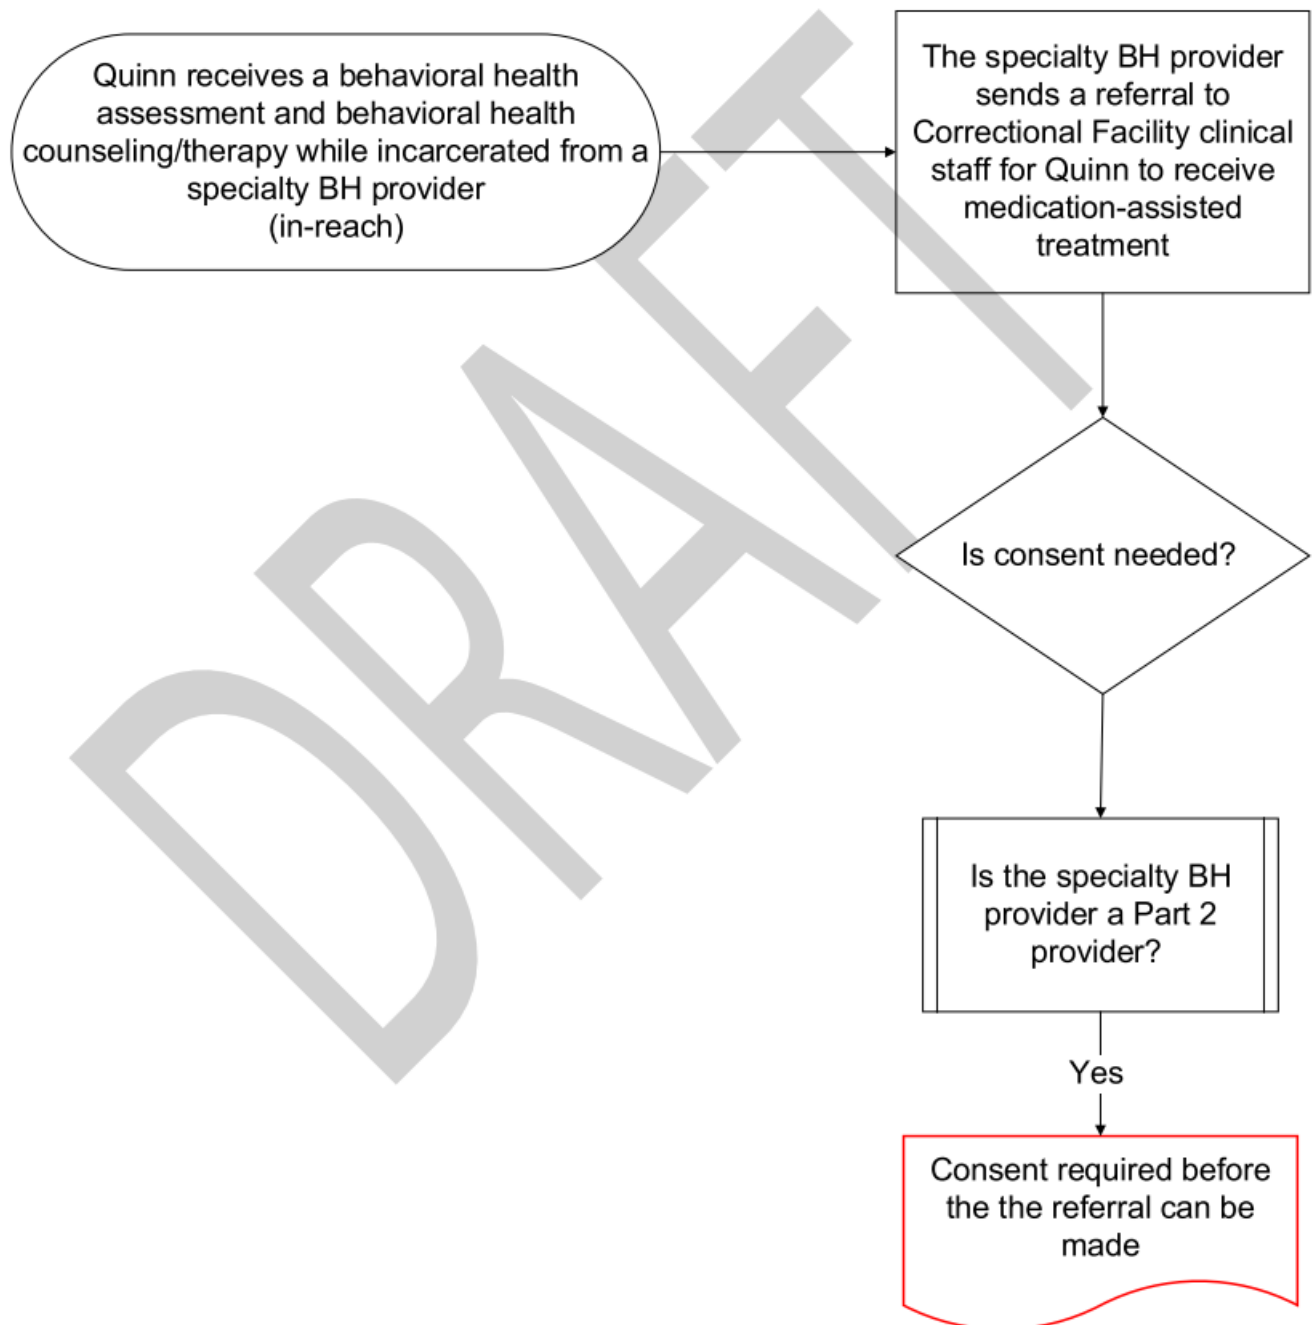 Quinn receives a behavioral health
assessment and behavioral health
counseling/therapy while incarcerated from a
specialty BH provider
(in-reach)
The specialty BH provider
sends a referral to
Correctional Facility clinical
staff for Quinn to receive
medication-assisted
treatment
Is consent needed?
Is the specialty BH
provider a Part 2
provider?
Yes
Consent required before
the the referral can be
made
DRAFT